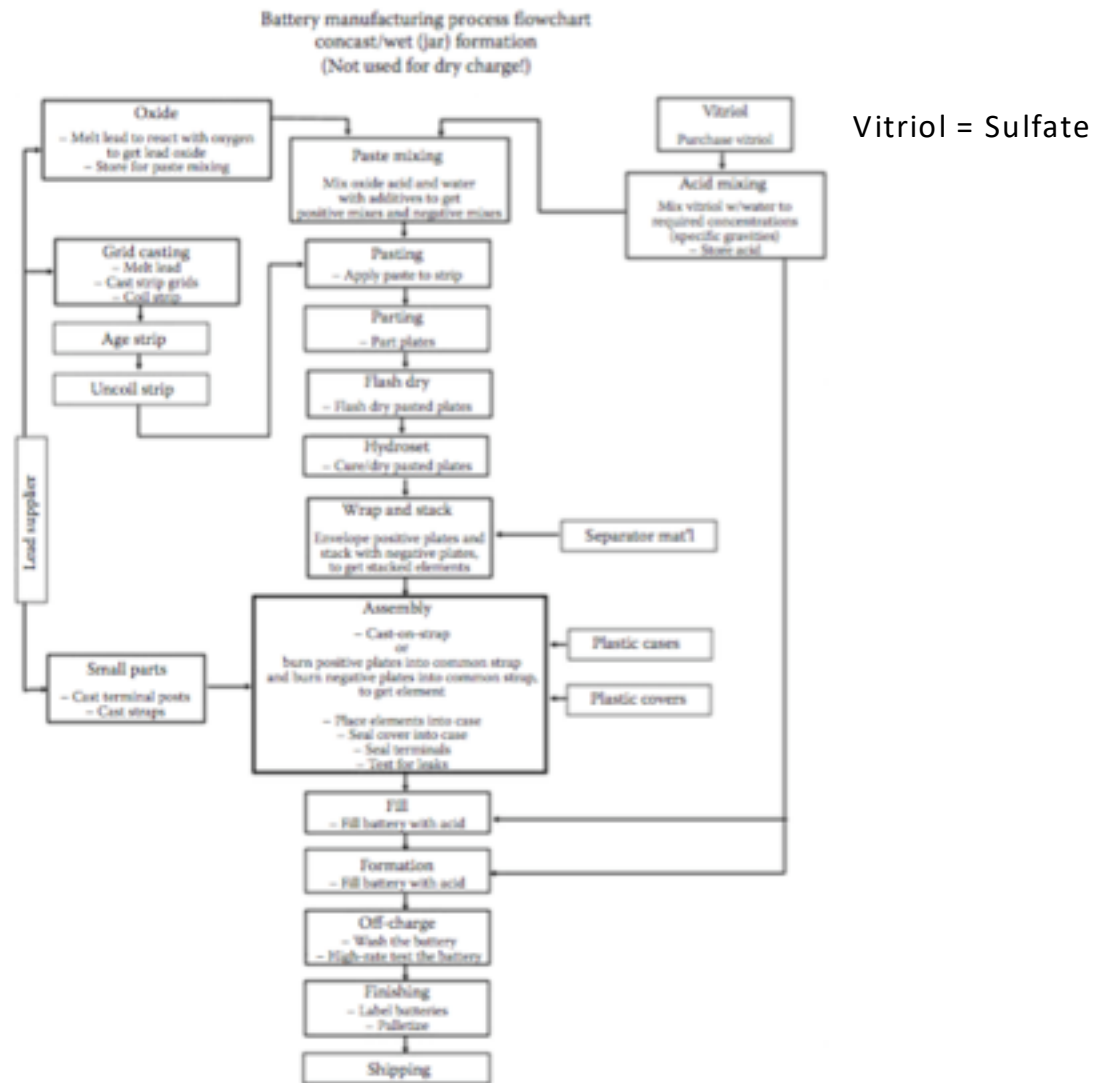 Battery manufacturing process flowchart
concast/wet (jar) formation
(Not used for dry charge!)
Oxide
– Melt lead to react with oxygen
to get lead oxide
– Store for paste mixing
Vitriol
Purchase vitriol
Vitriol = Sulfate
Paste mixing
Mix oxide acid and water
with additives to get
positive mixes and negative mixes
Acid mixing
Mix vitriol w/water to
required concentrations
(specific gravities)
– Store acid
Grid casting
– Melt lead
– Cast strip grids
– Coil strip
Age strip
Uncoil strip
Pasting
– Apply paste to strip
Parting
– Part plates
Flash dry
– Flash dry pasted plates
Hydroset
– Cure/dry pasted plates
Lead supplier
Wrap and stack
Envelope positive plates and
stack with negative plates,
to get stacked elements
Separator mat'l
Assembly
– Cast-on-strap
or
burn positive plates into common strap
and burn negative plates into common strap,
to get element
– Place elements into case
– Seal cover into case
– Seal terminals
– Test for leaks
Plastic cases
Plastic covers
Small parts
– Cast terminal posts
– Cast straps
Fill
– Fill battery with acid
Formation
– Fill battery with acid
Off-charge
– Wash the battery
– High-rate test the battery
Finishing
– Label batteries
– Palletize
Shipping